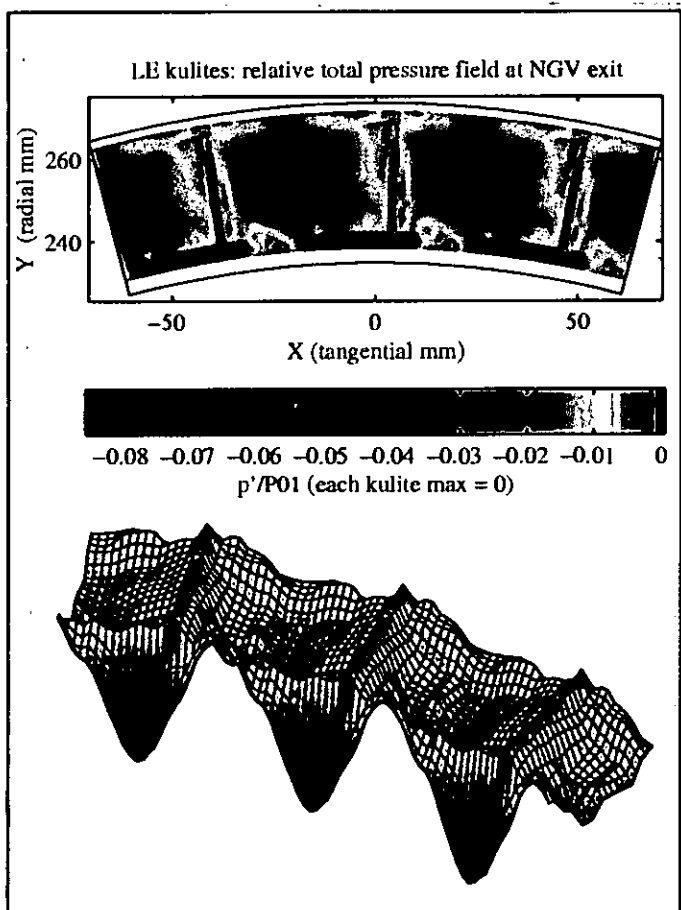 LE kulites: relative total pressure field at NGV exit
260
240
Y (radial mm)
−50 0 50
X (tangential mm)
−0.08 −0.07 −0.06 −0.05 −0.04 −0.03 −0.02 −0.01 0
p'/P01 (each kulite max = 0)